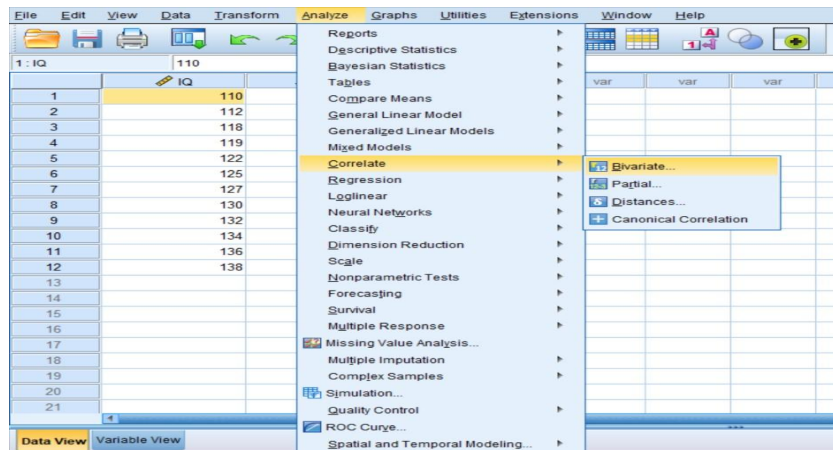 File Edit View Data Transform Analyze Graphs Utilities Extensions Window Help
1 : IQ 110
IQ var var var
1 110
2 112
3 118
4 119
5 122
6 125
7 127
8 130
9 132
10 134
11 136
12 138
13
14
15
16
17
18
19
20
21
Reports
Descriptive Statistics
Bayesian Statistics
Tables
Compare Means
General Linear Model
Generalized Linear Models
Mixed Models
Correlate
Regression
Loglinear
Neural Networks
Classify
Dimension Reduction
Scale
Nonparametric Tests
Forecasting
Survival
Multiple Response
Missing Value Analysis...
Multiple Imputation
Complex Samples
Simulation...
Quality Control
ROC Curve...
Spatial and Temporal Modeling...
Bivariate...
Partial...
Distances...
Canonical Correlation
Data View Variable View